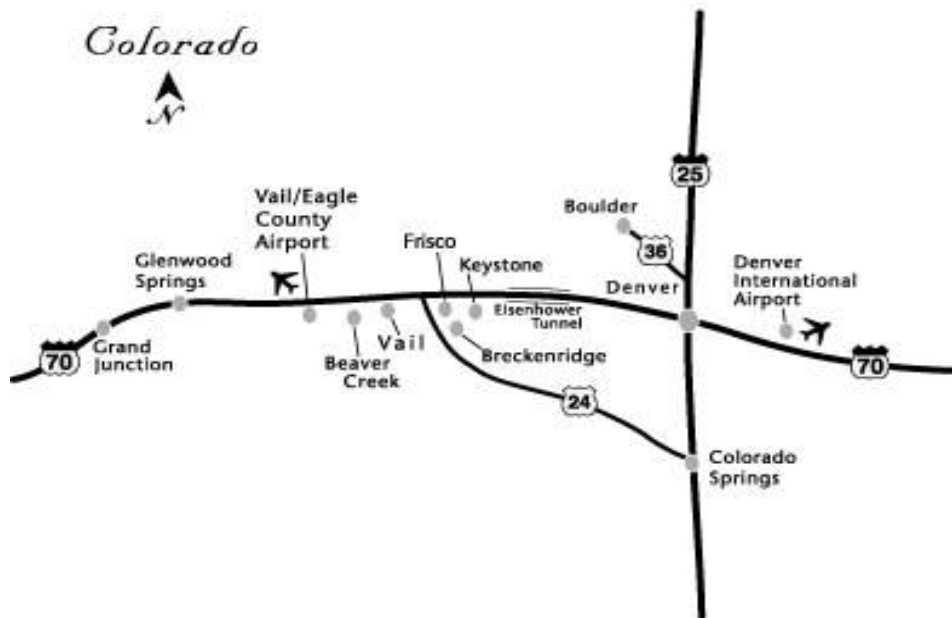 Colorado
N
25
Vail/Eagle
County
Airport
Boulder
36
Frisco
Keystone
Glenwood
Springs
Denver
Denver
International
Airport
Eisenhower
Tunnel
Grand
Junction
70
Vail
Beaver
Creek
Breckenridge
70
24
Colorado
Springs